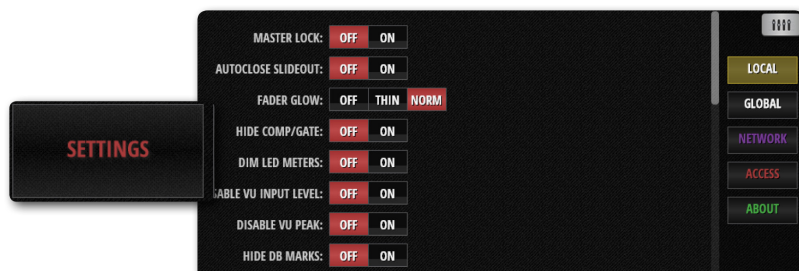 MASTER LOCK: OFF ON
AUTOCLOSE SLIDEOUT: OFF ON
FADER GLOW: OFF THIN NORM
HIDE COMP/GATE: OFF ON
DIM LED METERS: OFF ON
SABLE VU INPUT LEVEL: OFF ON
DISABLE VU PEAK: OFF ON
HIDE DB MARKS: OFF ON
SETTINGS
LOCAL
GLOBAL
NETWORK
ACCESS
ABOUT